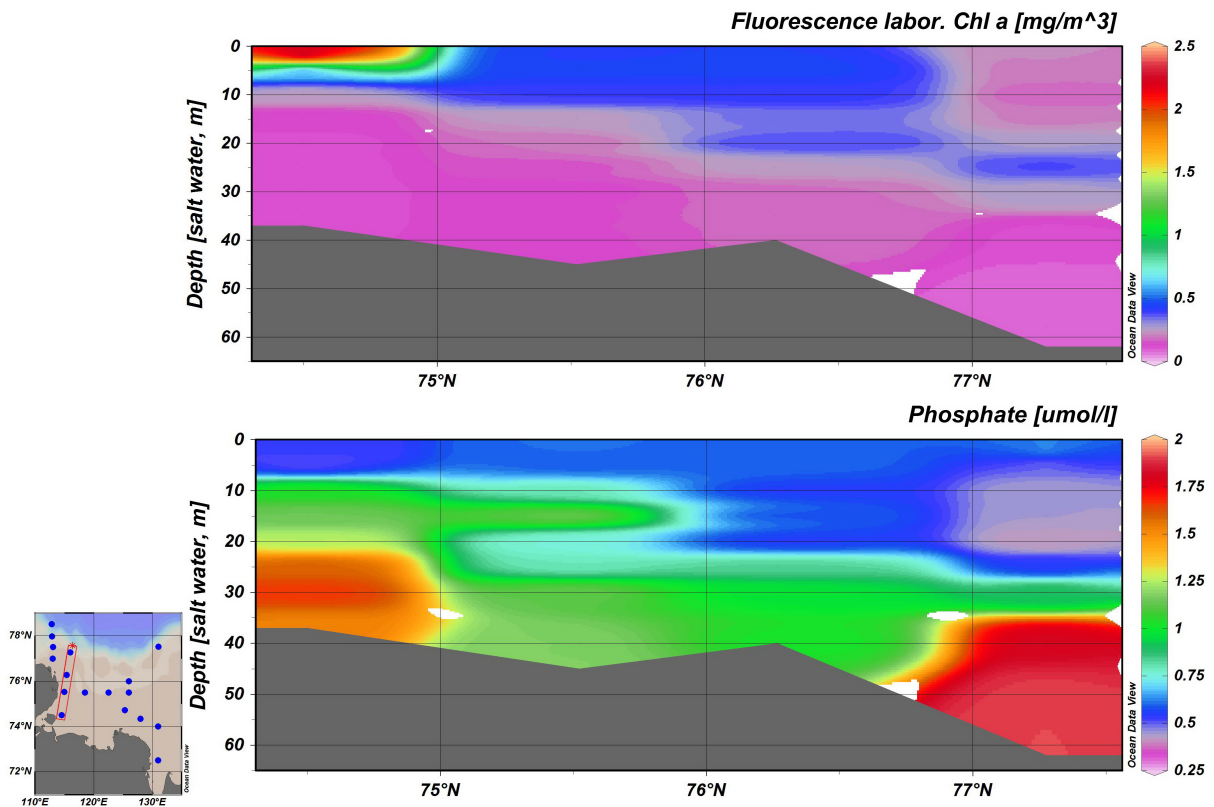 Fluorescence labor. Chl a [mg/m^3]
Depth [salt water, m]
0
10
20
30
40
50
60
75°N
76°N
77°N
Ocean Data View
2.5
2
1.5
1
0.5
0
Phosphate [umol/l]
Depth [salt water, m]
0
10
20
30
40
50
60
75°N
76°N
77°N
Ocean Data View
2
1.75
1.5
1.25
1
0.75
0.5
0.25
78°N
76°N
74°N
72°N
110°E
120°E
130°E
Ocean Data View